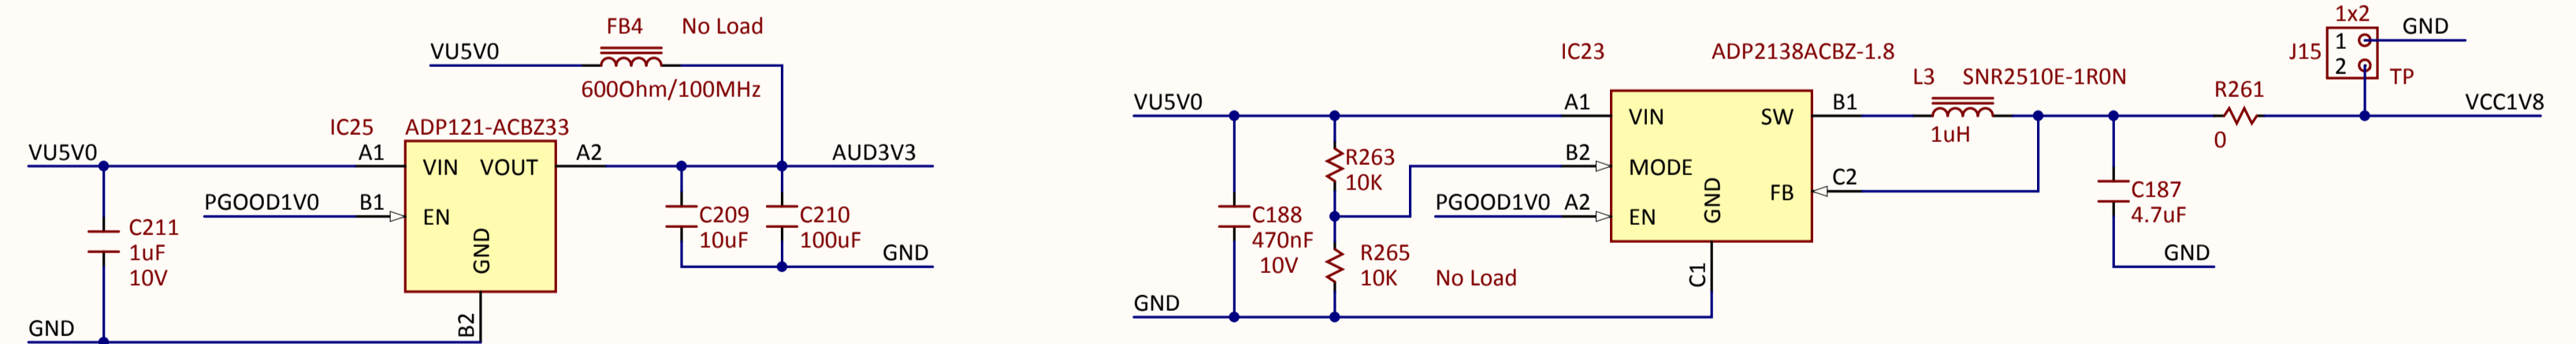 FB4 No Load
VU5V0
600Ohm/100MHz
IC25 ADP121-ACBZ33
VU5V0 A1 VIN VOUT A2 AUD3V3
PGOOD1V0 B1 EN
GND
C211
1uF
10V
C209
10uF
C210
100uF
GND
GND
B2
IC23 ADP2138ACBZ-1.8
VU5V0 A1 VIN SW B1
L3 SNR2510E-1R0N
1uH
R263
10K
B2 MODE
PGOOD1V0 A2 EN
GND
FB C2
C188
470nF
10V
R265
10K No Load
GND
C1
C187
4.7uF
GND
R261
0
1x2
J15 1 GND
2 TP
VCC1V8